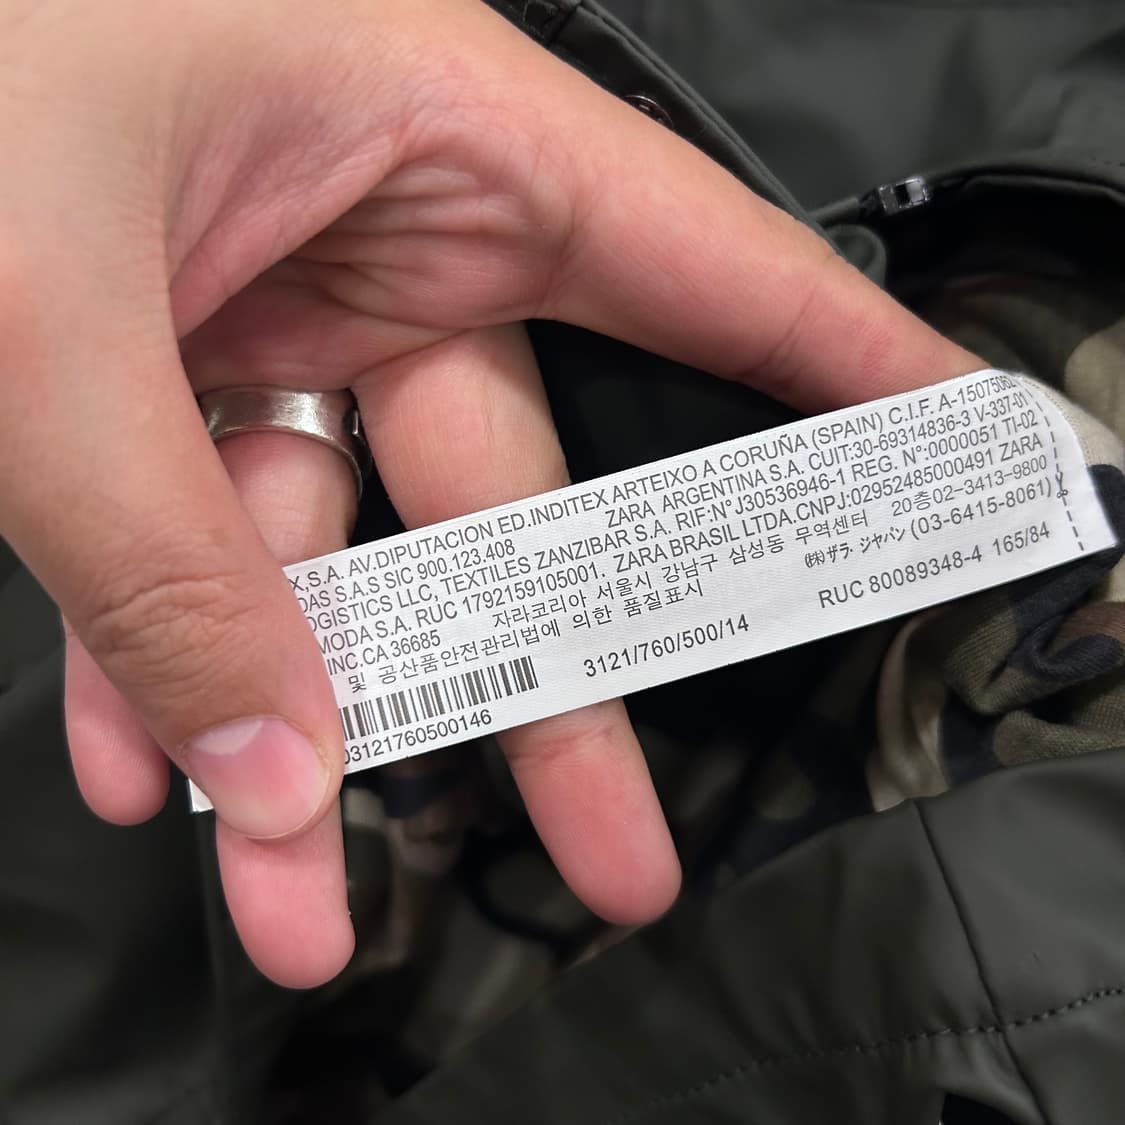 X,S.A. AV.DIPUTACION ED.INDITEX ARTEIXO A CORUÑA (SPAIN) C.I.F. A-15075062
DAS S.A.S SIC 900.123.408 ZARA ARGENTINA S.A. CUIT:30-69314836-3 V-337-01
OGISTICS LLC, TEXTILES ZANZIBAR S.A. RIF:N° J30536946-1 REG. N°:0000051 TI-02
MODA S.A. RUC 1792159105001. ZARA BRASIL LTDA.CNPJ:02952485000491 ZARA
INC.CA 36685 자라코리아 서울시 강남구 삼성동 무역센터 20층02–3413–9800
및 공산품안전관리법에 의한 품질표시 ㈱ザラ. ジヤパン (03-6415-8061)
RUC 80089348-4 165/84
3121/760/500/14
03121760500146